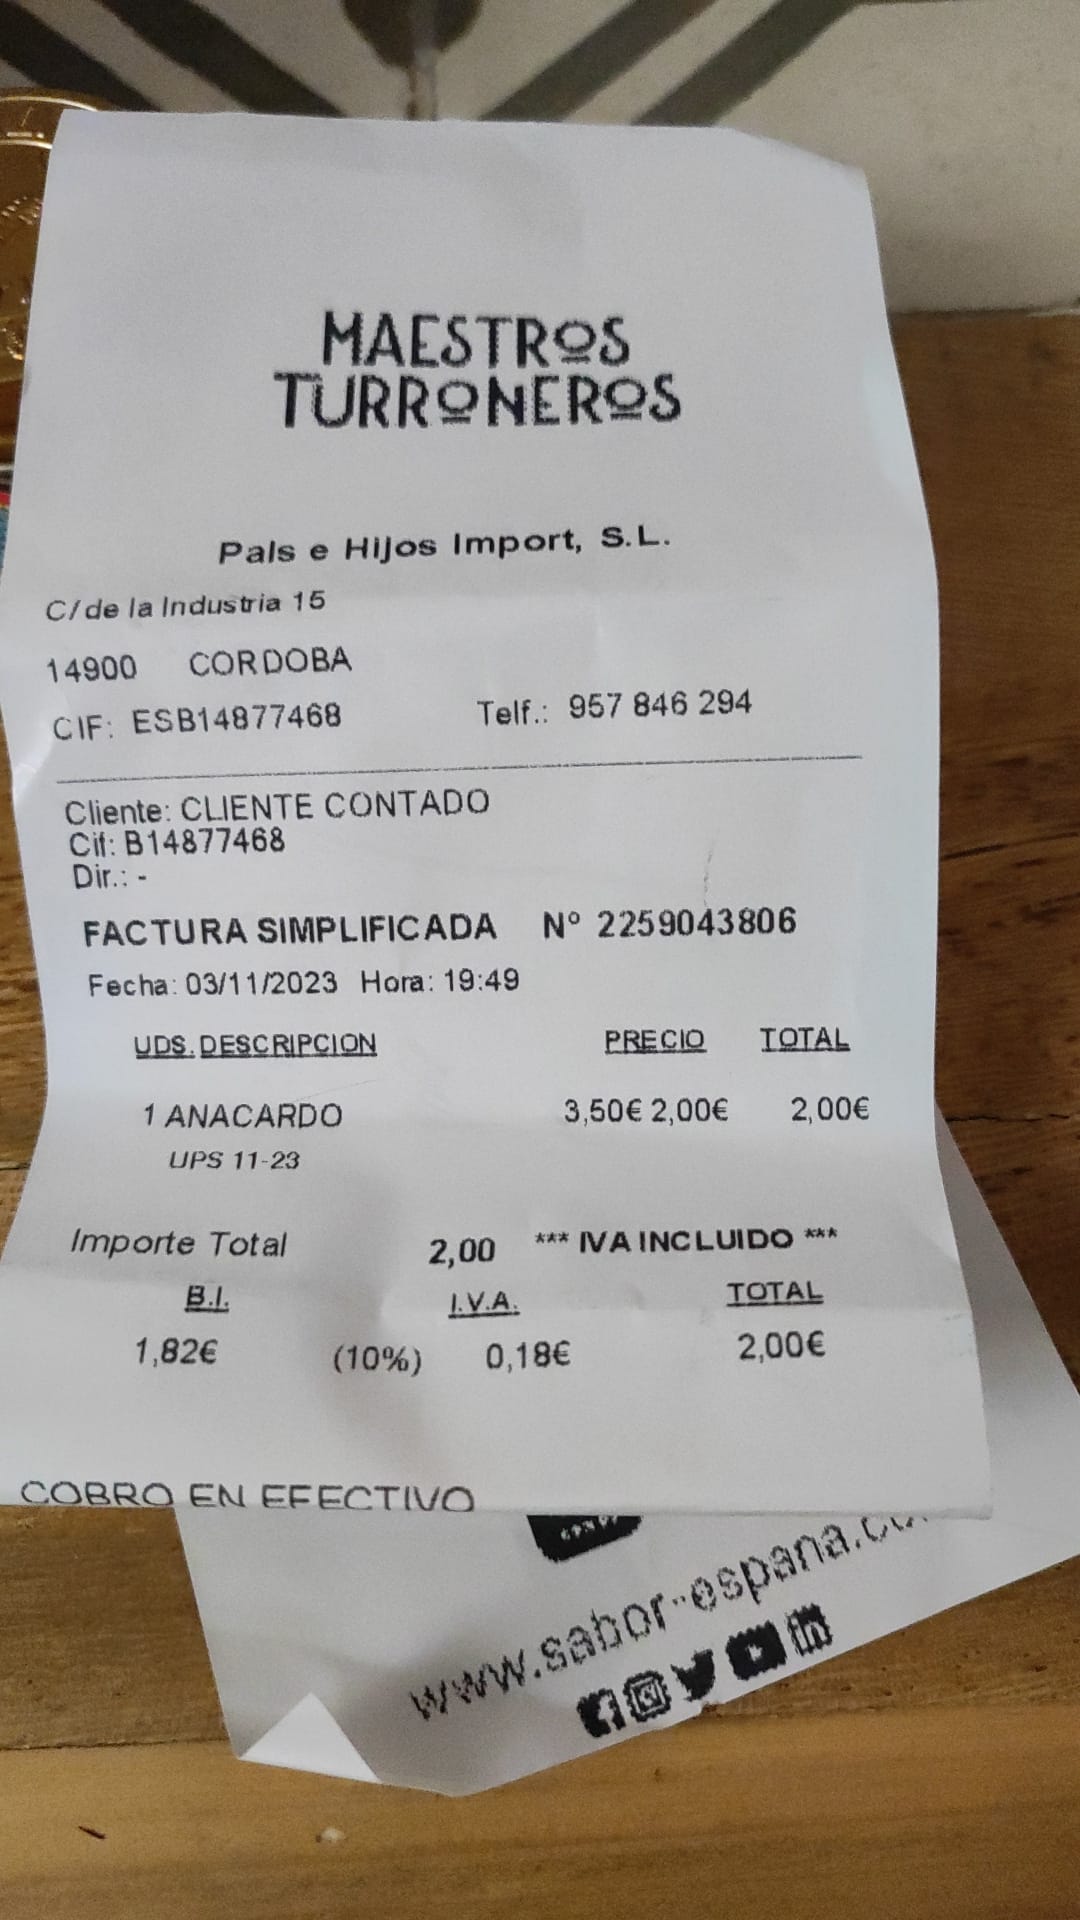 MAESTROS
TURRONEROS
Pals e Hijos Import, S.L.
C/de la Industria 15
14900 CORDOBA
CIF: ESB14877468 Telf.: 957 846 294
Cliente: CLIENTE CONTADO
Cif: B14877468
Dir.: -
FACTURA SIMPLIFICADA Nº 2259043806
Fecha: 03/11/2023 Hora: 19:49
UDS. DESCRIPCION PRECIO TOTAL
1 ANACARDO 3,50€ 2,00€ 2,00€
UPS 11-23
Importe Total 2,00 *** IVA INCLUIDO ***
B.I. I.V.A. TOTAL
1,82€ (10%) 0,18€ 2,00€
COBRO EN EFECTIVO
www.sabor-espana.co